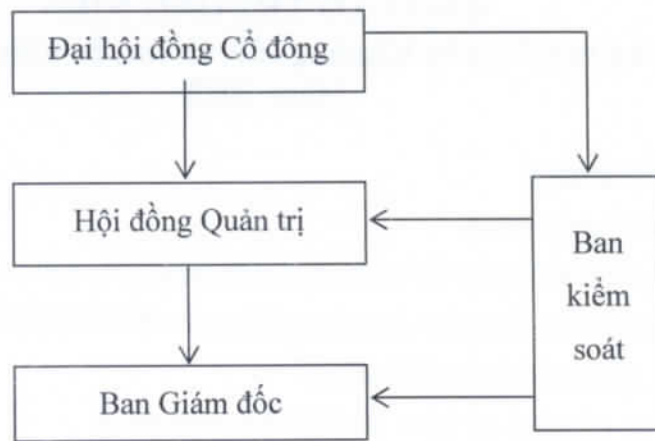 Đại hội đồng Cổ đông
Hội đồng Quản trị
Ban
kiểm
soát
Ban Giám đốc